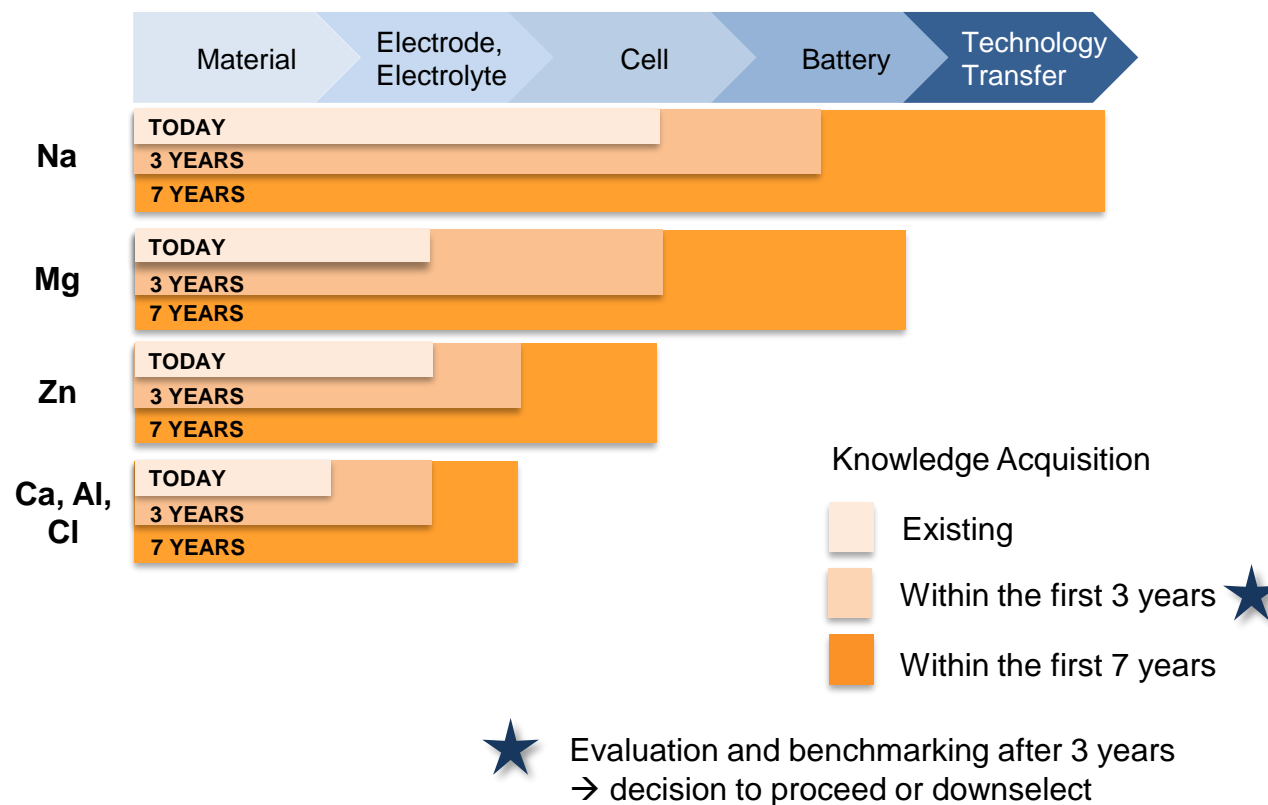 Material
Electrode,
Electrolyte
Cell
Battery
Technology
Transfer
Na
TODAY
3 YEARS
7 YEARS
Mg
TODAY
3 YEARS
7 YEARS
Zn
TODAY
3 YEARS
7 YEARS
Ca, Al,
Cl
TODAY
3 YEARS
7 YEARS
Knowledge Acquisition
Existing
Within the first 3 years
Within the first 7 years
Evaluation and benchmarking after 3 years
→ decision to proceed or downselect